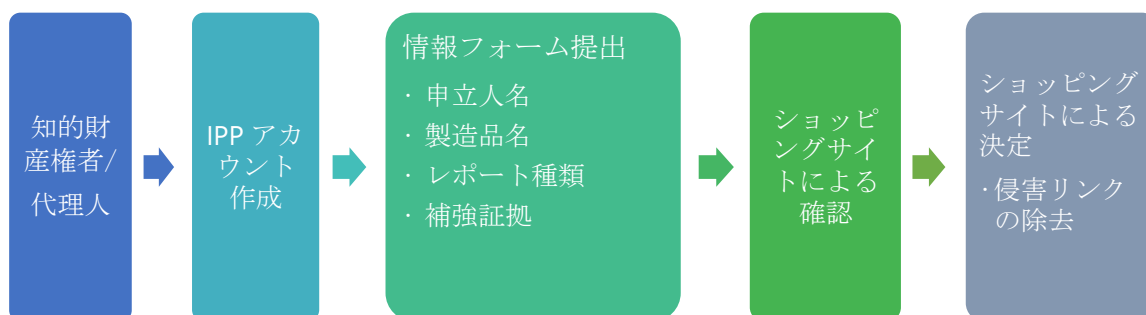 知的財
産権者/
代理人
IPP アカ
ウント
作成
情報フォーム提出
· 申立人名
· 製造品名
· レポート種類
· 補強証拠
ショッピ
ングサイ
トによる
確認
ショッピング
サイトによる
決定
· 侵害リンク
の除去